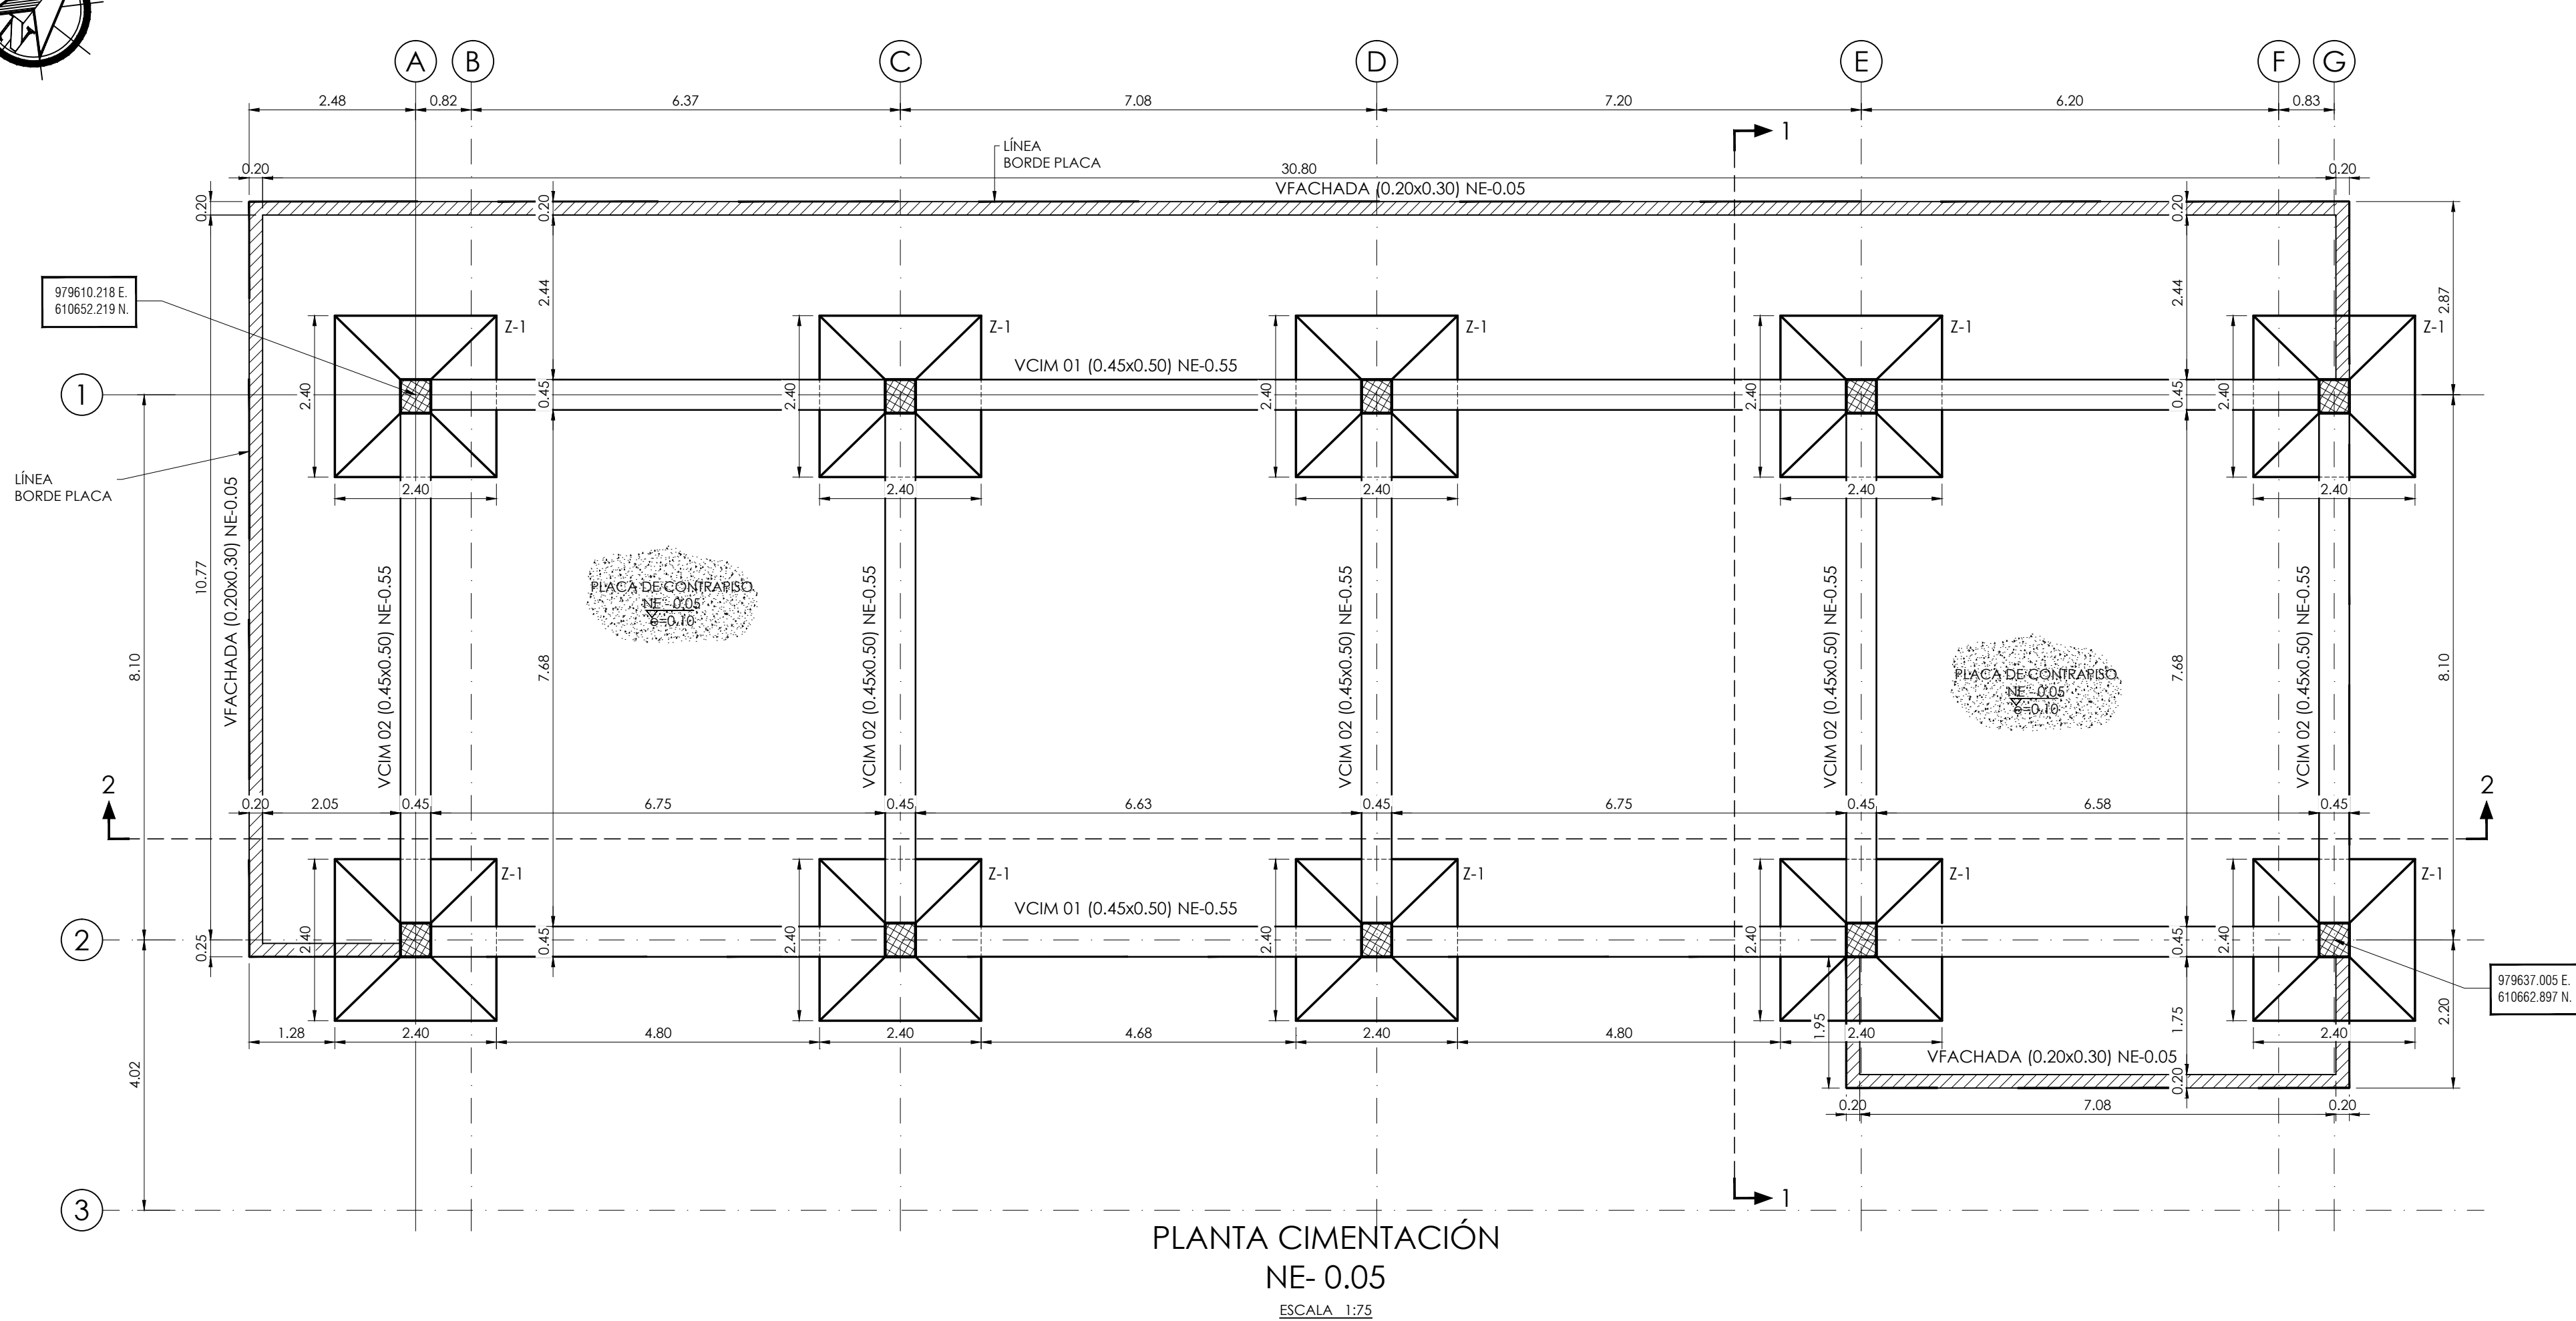 A B C D E F G
2.48 0.82 6.37 7.08 7.20 6.20 0.83
1
LÍNEA
BORDE PLACA
0.20 30.80 0.20
VFACHADA (0.20x0.30) NE-0.05
0.20 0.20 0.20
979610.218 E.
610652.219 N.
2.44 2.44 2.87
Z-1 Z-1 Z-1 Z-1 Z-1
VCIM 01 (0.45x0.50) NE-0.55
1
2.40 0.45 2.40 2.40 2.40 0.45 2.40
LÍNEA
BORDE PLACA
2.40 2.40 2.40 2.40 2.40
VFACHADA (0.20x0.30) NE-0.05
10.77
8.10
VCIM 02 (0.45x0.50) NE-0.55
VCIM 02 (0.45x0.50) NE-0.55
VCIM 02 (0.45x0.50) NE-0.55
VCIM 02 (0.45x0.50) NE-0.55
VCIM 02 (0.45x0.50) NE-0.55
PLACA DE CONTRAPISO
NE -0.05
e=0.10
7.68 7.68 8.10
PLACA DE CONTRAPISO
NE -0.05
e=0.10
2 2
0.20 2.05 0.45 6.75 0.45 6.63 0.45 6.75 0.45 6.58 0.45
Z-1 Z-1 Z-1 Z-1 Z-1
VCIM 01 (0.45x0.50) NE-0.55
2
0.25 2.40 0.45 2.40 2.40 2.40 0.45 2.40
979637.005 E.
610662.897 N.
1.95 1.75 2.20
1.28 2.40 4.80 2.40 4.68 2.40 4.80 2.40 2.40
4.02
VFACHADA (0.20x0.30) NE-0.05
0.20
0.20 7.08 0.20
1
3
PLANTA CIMENTACIÓN
NE- 0.05
ESCALA 1:75